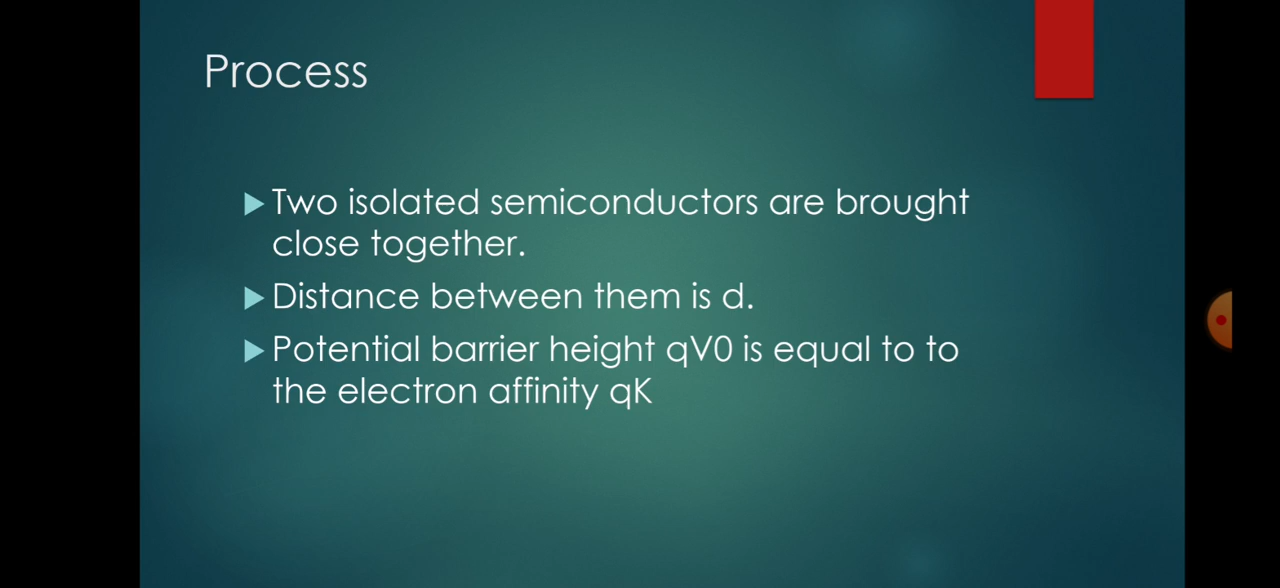 Process
Two isolated semiconductors are brought
close together.
Distance between them is d.
Potential barrier height qV0 is equal to to
the electron affinity qK